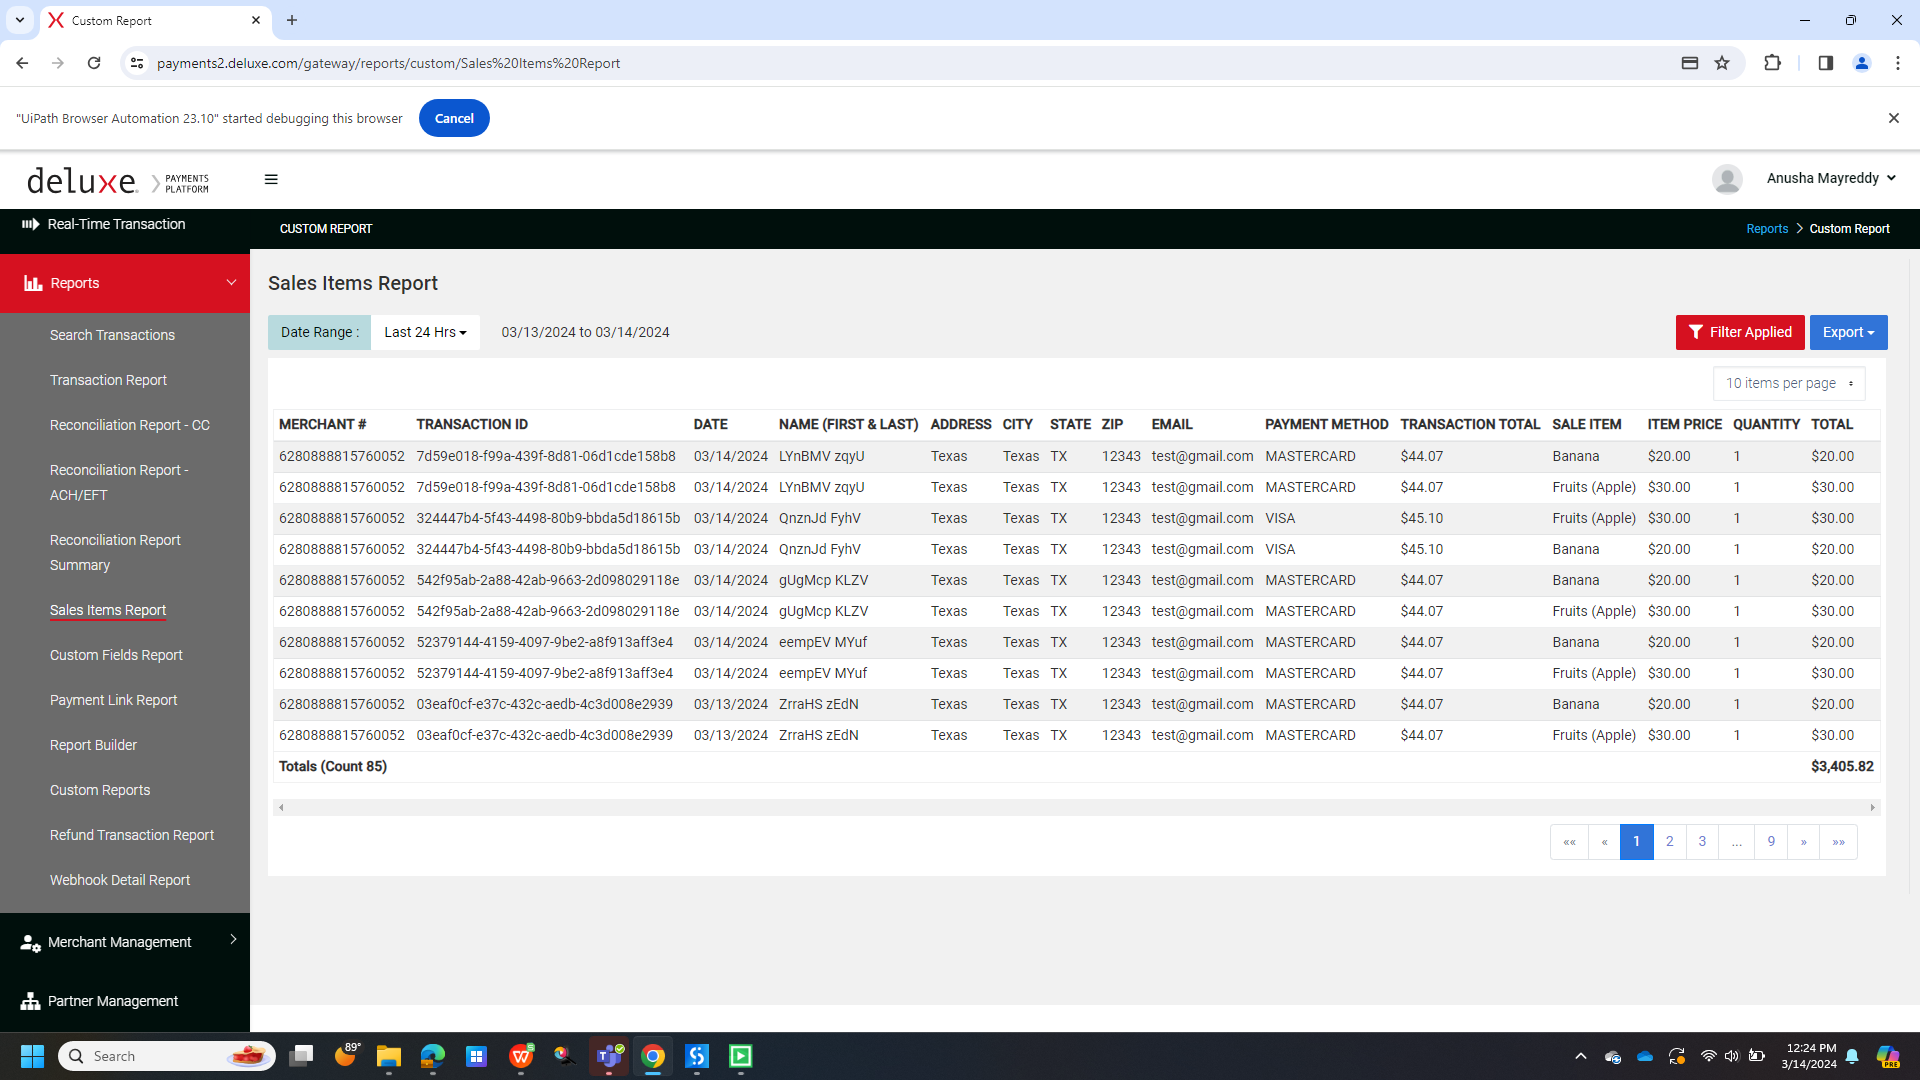 Custom Report
payments2.deluxe.com/gateway/reports/custom/Sales%20Items%20Report
"UiPath Browser Automation 23.10" started debugging this browser Cancel
deluxe. PAYMENTS PLATFORM
Anusha Mayreddy
Real-Time Transaction
CUSTOM REPORT
Reports Custom Report
Reports
Search Transactions
Transaction Report
Reconciliation Report - CC
Reconciliation Report -
ACH/EFT
Reconciliation Report
Summary
Sales Items Report
Custom Fields Report
Payment Link Report
Report Builder
Custom Reports
Refund Transaction Report
Webhook Detail Report
Merchant Management
Partner Management
Sales Items Report
Date Range : Last 24 Hrs 03/13/2024 to 03/14/2024 Filter Applied Export
10 items per page
MERCHANT # TRANSACTION ID DATE NAME (FIRST & LAST) ADDRESS CITY STATE ZIP EMAIL PAYMENT METHOD TRANSACTION TOTAL SALE ITEM ITEM PRICE QUANTITY TOTAL
6280888815760052 7d59e018-f99a-439f-8d81-06d1cde158b8 03/14/2024 LYnBMV zqyU Texas Texas TX 12343 test@gmail.com MASTERCARD $44.07 Banana $20.00 1 $20.00
6280888815760052 7d59e018-f99a-439f-8d81-06d1cde158b8 03/14/2024 LYnBMV zqyU Texas Texas TX 12343 test@gmail.com MASTERCARD $44.07 Fruits (Apple) $30.00 1 $30.00
6280888815760052 324447b4-5f43-4498-80b9-bbda5d18615b 03/14/2024 QnznJd FyhV Texas Texas TX 12343 test@gmail.com VISA $45.10 Fruits (Apple) $30.00 1 $30.00
6280888815760052 324447b4-5f43-4498-80b9-bbda5d18615b 03/14/2024 QnznJd FyhV Texas Texas TX 12343 test@gmail.com VISA $45.10 Banana $20.00 1 $20.00
6280888815760052 542f95ab-2a88-42ab-9663-2d098029118e 03/14/2024 gUgMcp KLZV Texas Texas TX 12343 test@gmail.com MASTERCARD $44.07 Banana $20.00 1 $20.00
6280888815760052 542f95ab-2a88-42ab-9663-2d098029118e 03/14/2024 gUgMcp KLZV Texas Texas TX 12343 test@gmail.com MASTERCARD $44.07 Fruits (Apple) $30.00 1 $30.00
6280888815760052 52379144-4159-4097-9be2-a8f913aff3e4 03/14/2024 eempEV MYuf Texas Texas TX 12343 test@gmail.com MASTERCARD $44.07 Banana $20.00 1 $20.00
6280888815760052 52379144-4159-4097-9be2-a8f913aff3e4 03/14/2024 eempEV MYuf Texas Texas TX 12343 test@gmail.com MASTERCARD $44.07 Fruits (Apple) $30.00 1 $30.00
6280888815760052 03eaf0cf-e37c-432c-aedb-4c3d008e2939 03/13/2024 ZrraHS zEdN Texas Texas TX 12343 test@gmail.com MASTERCARD $44.07 Banana $20.00 1 $20.00
6280888815760052 03eaf0cf-e37c-432c-aedb-4c3d008e2939 03/13/2024 ZrraHS zEdN Texas Texas TX 12343 test@gmail.com MASTERCARD $44.07 Fruits (Apple) $30.00 1 $30.00
Totals (Count 85) $3,405.82
«« « 1 2 3 ... 9 » »»
Search
89°
12:24 PM
3/14/2024
PRE